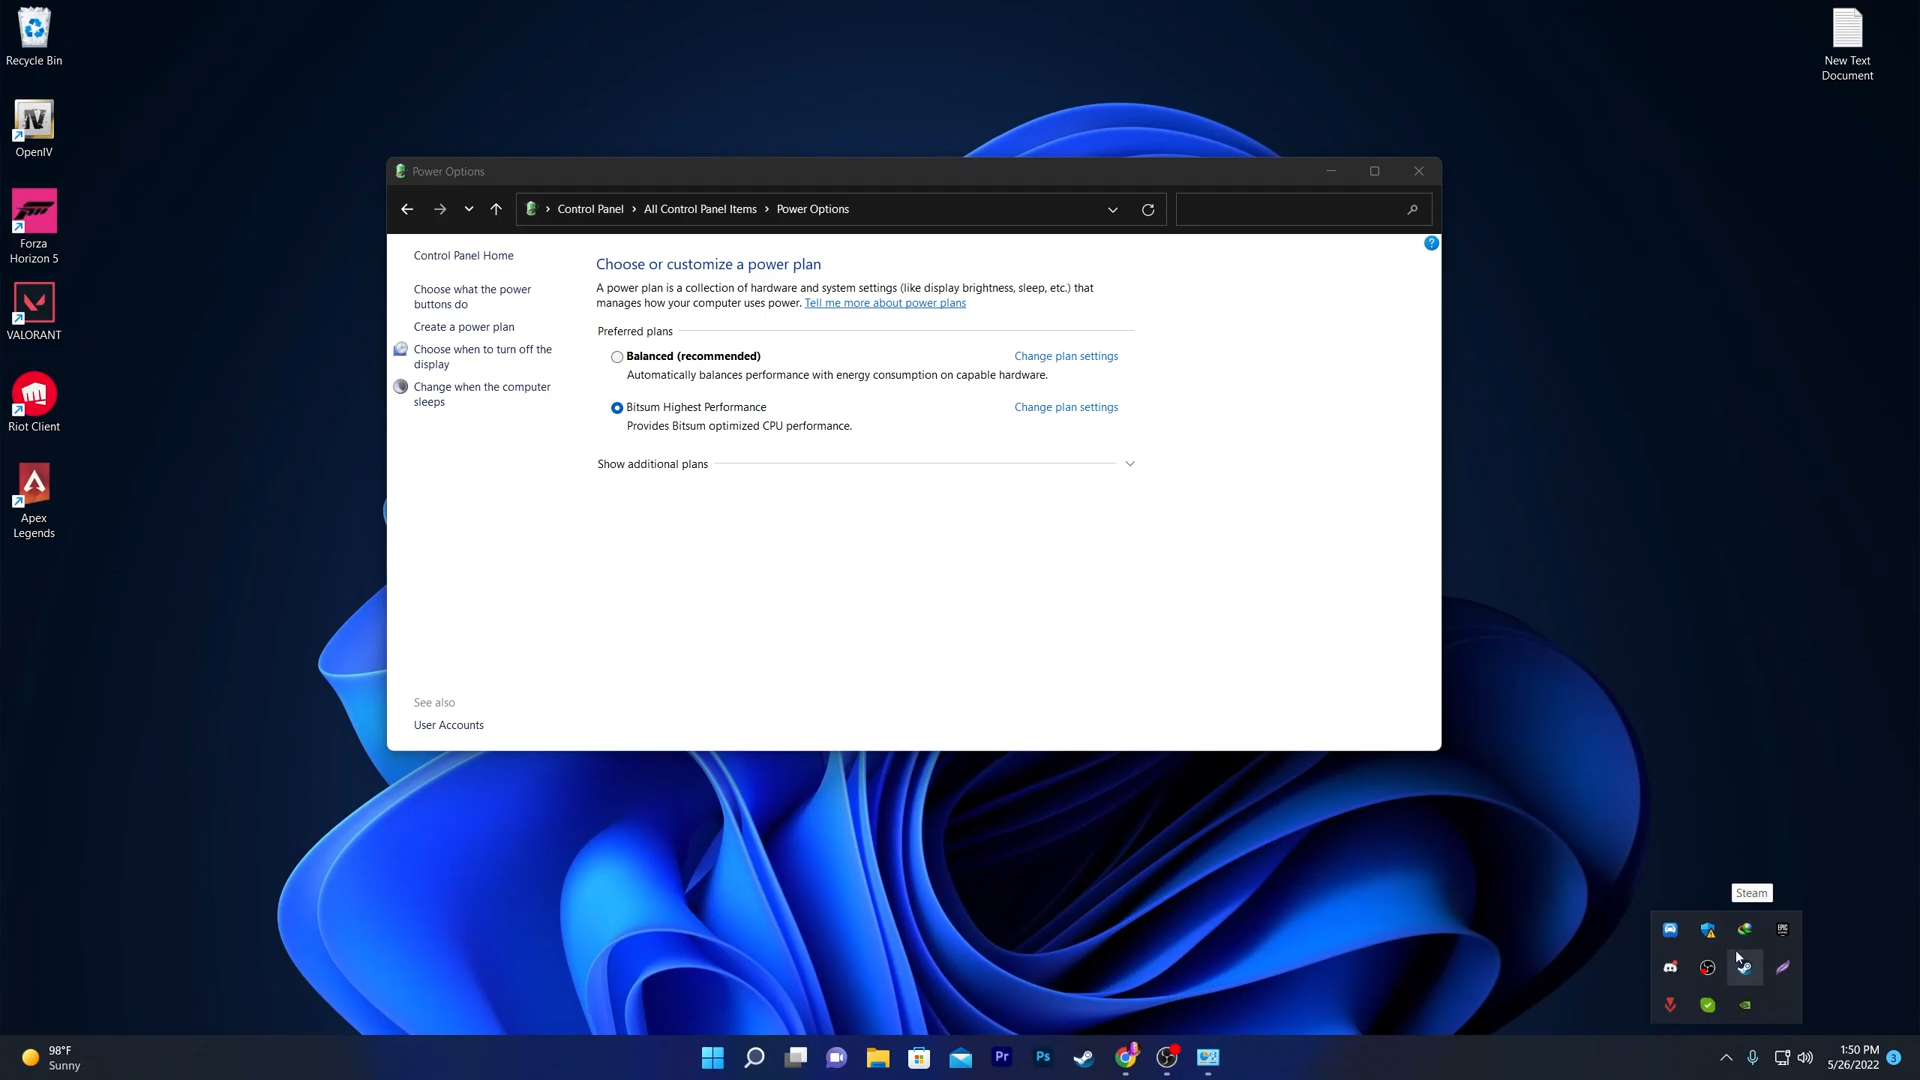 Recycle Bin
OpenIV
Forza
Horizon 5
VALORANT
Riot Client
Apex
Legends
New Text
Document
Power Options
Control Panel > All Control Panel Items > Power Options
Control Panel Home
Choose what the power
buttons do
Create a power plan
Choose when to turn off the
display
Change when the computer
sleeps
See also
User Accounts
Choose or customize a power plan
A power plan is a collection of hardware and system settings (like display brightness, sleep, etc.) that
manages how your computer uses power. Tell me more about power plans
Preferred plans
Balanced (recommended) Change plan settings
Automatically balances performance with energy consumption on capable hardware.
Bitsum Highest Performance Change plan settings
Provides Bitsum optimized CPU performance.
Show additional plans
?
Steam
EPIC
98°F
Sunny
Pr
Ps
1:50 PM
5/26/2022
3